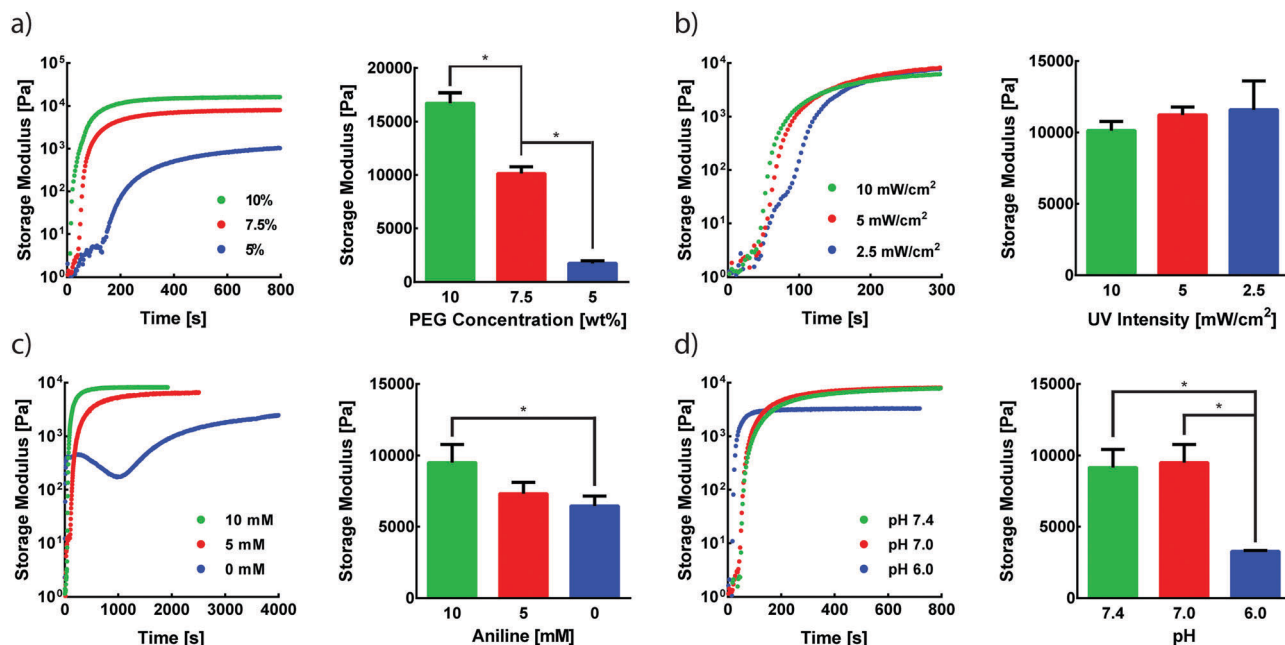 a)
Storage Modulus [Pa]
10⁵
10⁴
10³
10²
10¹
10⁰
0 200 400 600 800
Time [s]
10%
7.5%
5%
Storage Modulus [Pa]
20000
15000
10000
5000
0
*
*
10 7.5 5
PEG Concentration [wt%]
b)
Storage Modulus [Pa]
10⁴
10³
10²
10¹
10⁰
0 100 200 300
Time [s]
10 mW/cm²
5 mW/cm²
2.5 mW/cm²
Storage Modulus [Pa]
15000
10000
5000
0
10 5 2.5
UV Intensity [mW/cm²]
c)
Storage Modulus [Pa]
10⁴
10³
10²
10¹
10⁰
0 1000 2000 3000 4000
Time [s]
10 mM
5 mM
0 mM
Storage Modulus [Pa]
15000
10000
5000
0
*
10 5 0
Aniline [mM]
d)
Storage Modulus [Pa]
10⁴
10³
10²
10¹
10⁰
0 200 400 600 800
Time [s]
pH 7.4
pH 7.0
pH 6.0
Storage Modulus [Pa]
15000
10000
5000
0
*
*
7.4 7.0 6.0
pH